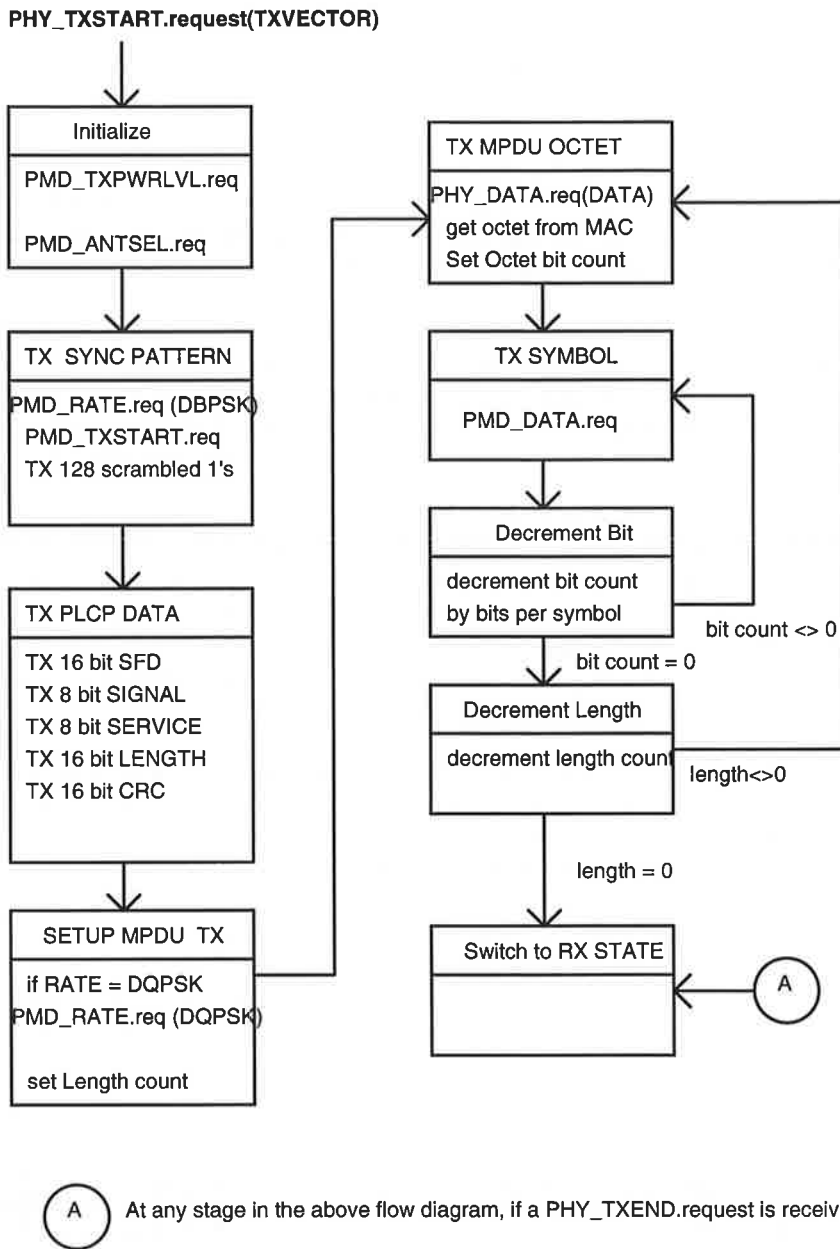 PHY_TXSTART.request(TXVECTOR)
Initialize
PMD_TXPWRLVL.req
PMD_ANTSEL.req
TX SYNC PATTERN
PMD_RATE.req (DBPSK)
PMD_TXSTART.req
TX 128 scrambled 1's
TX PLCP DATA
TX 16 bit SFD
TX 8 bit SIGNAL
TX 8 bit SERVICE
TX 16 bit LENGTH
TX 16 bit CRC
SETUP MPDU TX
if RATE = DQPSK
PMD_RATE.req (DQPSK)
set Length count
TX MPDU OCTET
PHY_DATA.req(DATA)
get octet from MAC
Set Octet bit count
TX SYMBOL
PMD_DATA.req
Decrement Bit
decrement bit count
by bits per symbol
bit count <> 0
bit count = 0
Decrement Length
decrement length count
length<>0
length = 0
Switch to RX STATE
A
A At any stage in the above flow diagram, if a PHY_TXEND.request is receiv